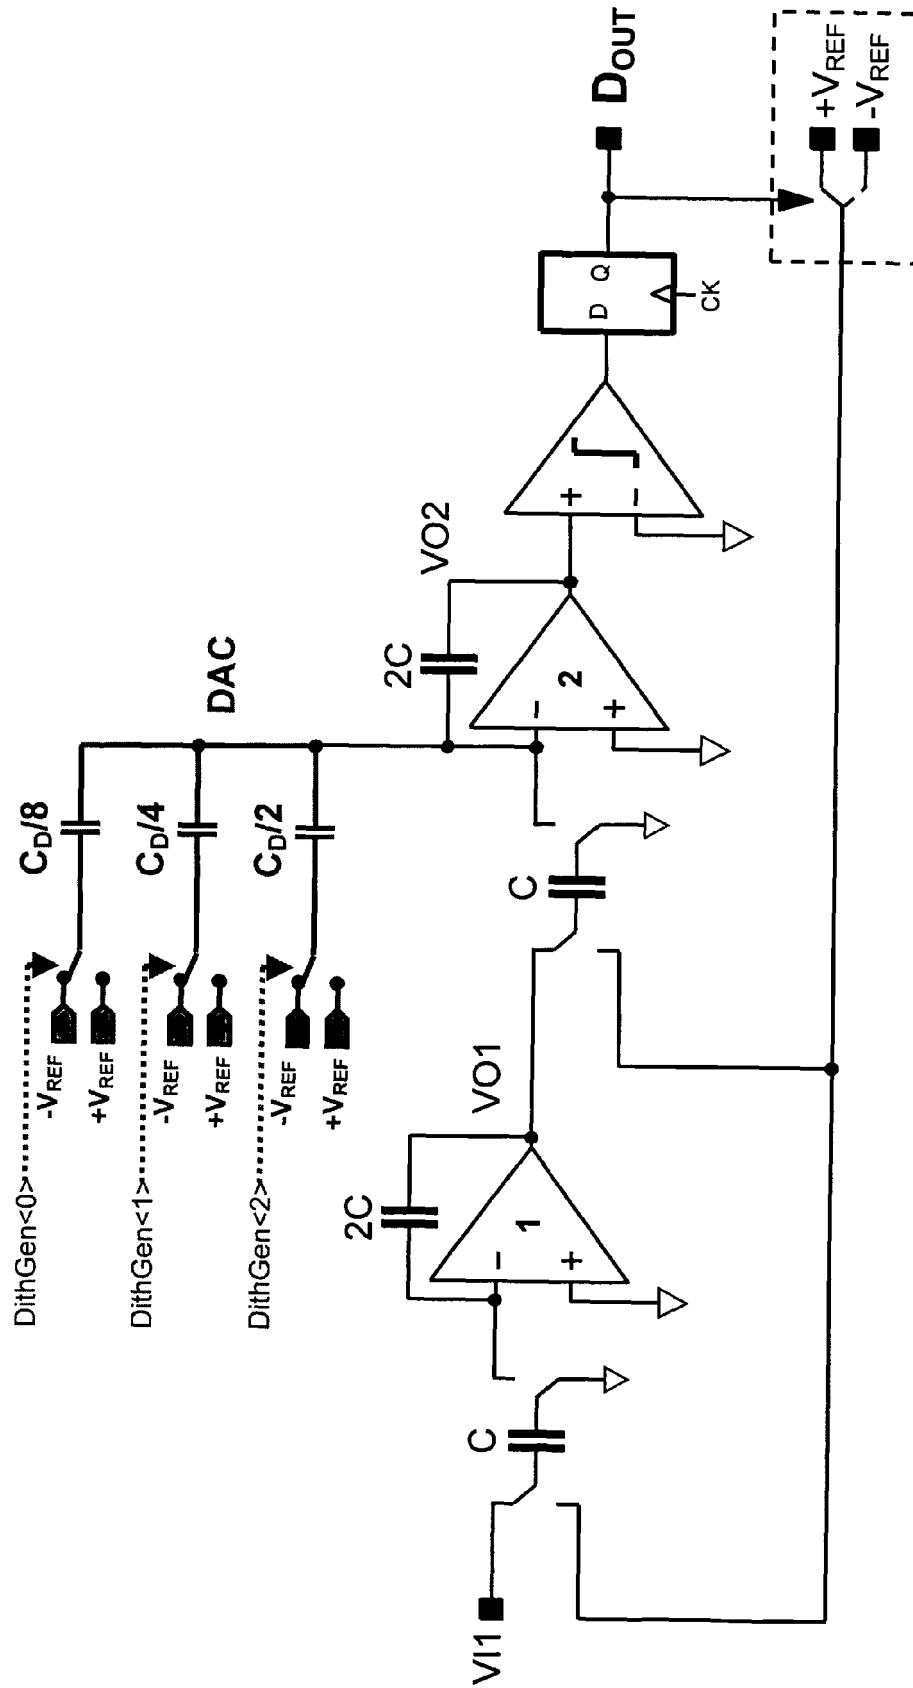 DithGen<0>
-VREF
+VREF
CD/8
DithGen<1>
-VREF
+VREF
CD/4
DithGen<2>
-VREF
+VREF
CD/2
DAC
2C
1
-
+
VO1
2C
2
-
+
VO2
VI1
C
C
+
-
D
Q
CK
DOUT
+VREF
-VREF